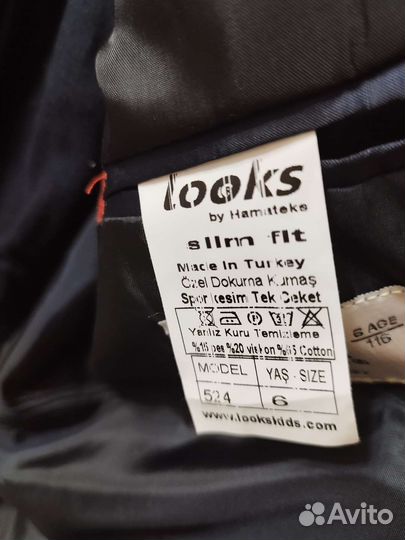 looks
by Hamateks
slim fit
Made In Turkey
Özel Dokuma Kumaş
Spor kesim Tek Ceket
Yanlız Kuru Temizleme
%15 pes %20 viskon %65 Cotton
MODEL YAŞ - SIZE
524 6
www.lookskids.com
6 AGE
116
Avito